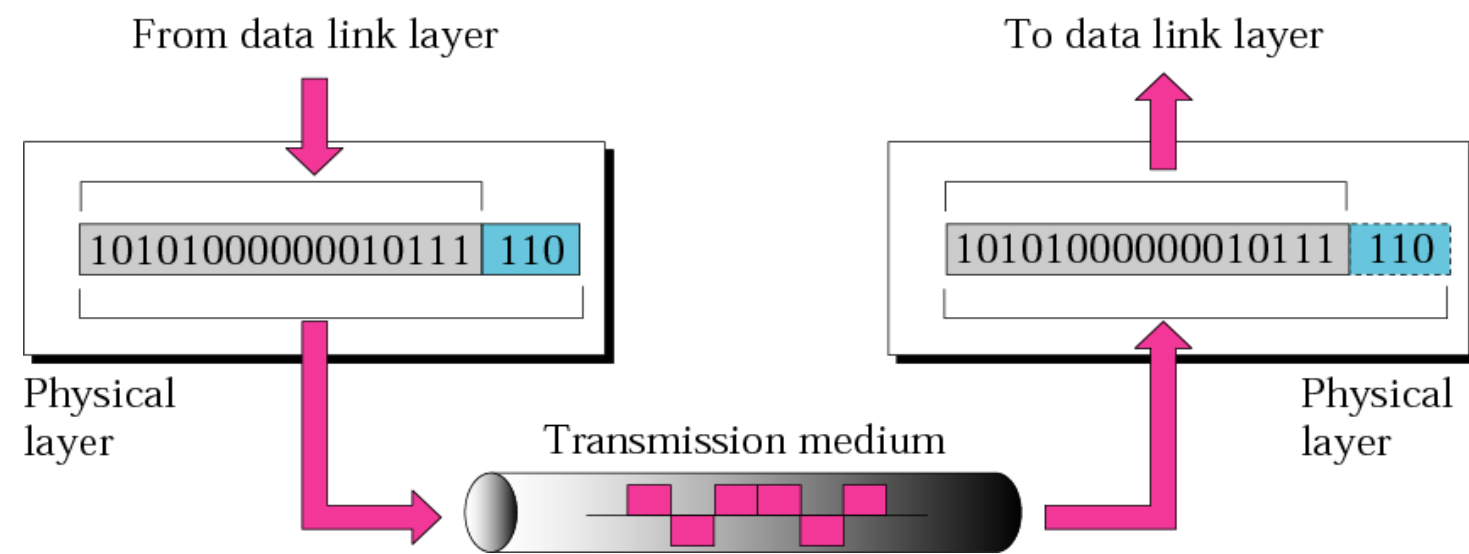 From data link layer
To data link layer
10101000000010111 110
10101000000010111 110
Physical
layer
Physical
layer
Transmission medium